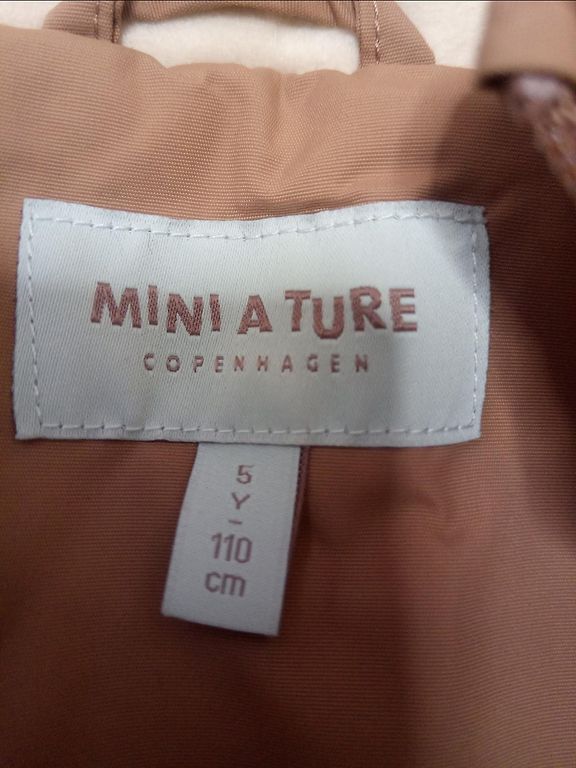 MINI A TURE
COPENHAGEN
5
Y
-
110
cm